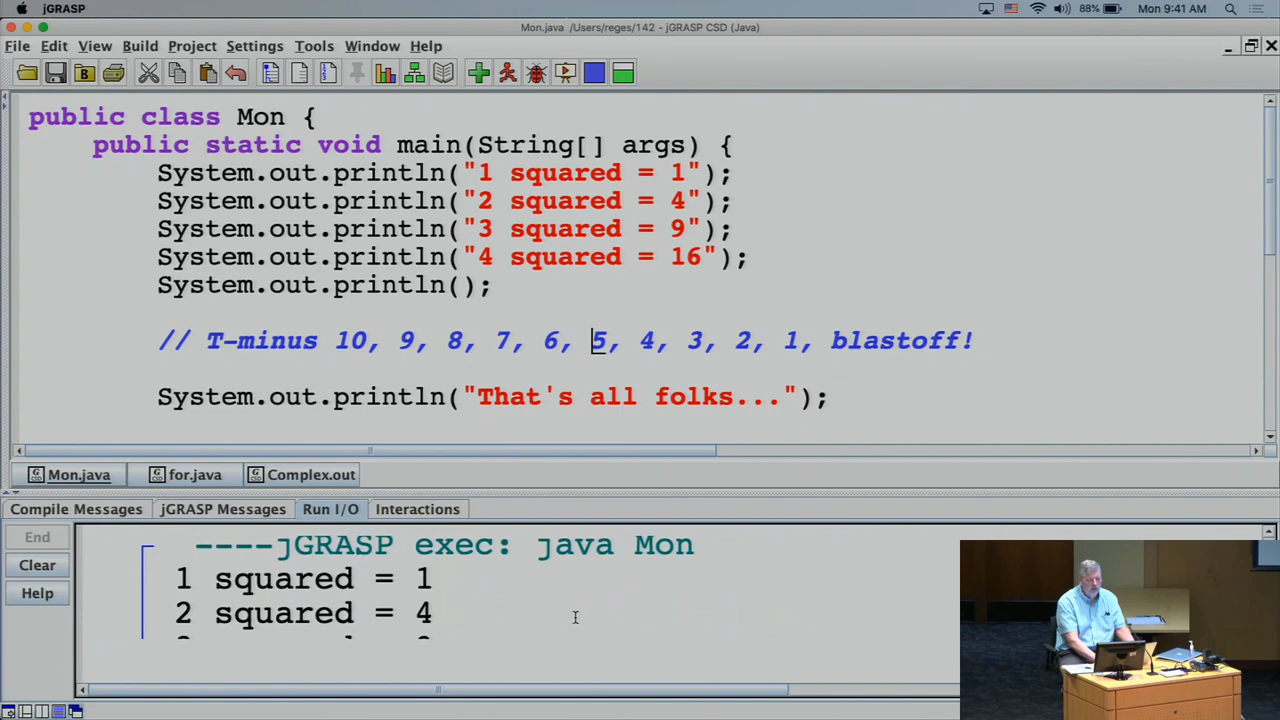 jGRASP
88%
Mon 9:41 AM
Mon.java /Users/reges/142 - jGRASP CSD (Java)
File Edit View Build Project Settings Tools Window Help
public class Mon {
public static void main(String[] args) {
System.out.println("1 squared = 1");
System.out.println("2 squared = 4");
System.out.println("3 squared = 9");
System.out.println("4 squared = 16");
System.out.println();
// T-minus 10, 9, 8, 7, 6, 5, 4, 3, 2, 1, blastoff!
System.out.println("That's all folks...");
Mon.java for.java Complex.out
Compile Messages jGRASP Messages Run I/O Interactions
End
Clear
Help
----jGRASP exec: java Mon
1 squared = 1
2 squared = 4